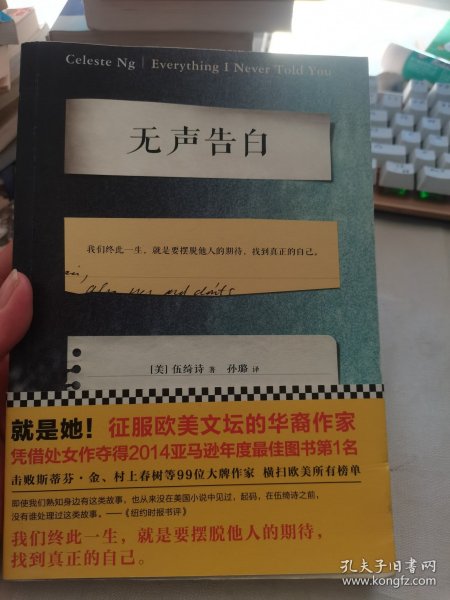 Celeste Ng | Everything I Never Told You
无声告白
我们终此一生，就是要摆脱他人的期待，找到真正的自己。
[美] 伍绮诗 著 孙璐 译
就是她！征服欧美文坛的华裔作家
凭借处女作夺得2014亚马逊年度最佳图书第1名
击败斯蒂芬·金、村上春树等99位大牌作家 横扫欧美所有榜单
即使我们熟知身边有这类故事，也从来没在美国小说中见过，起码，在伍绮诗之前，
没有谁处理过这类故事。——《纽约时报书评》
我们终此一生，就是要摆脱他人的期待，
找到真正的自己。
孔夫子旧书网
www.kongfz.com